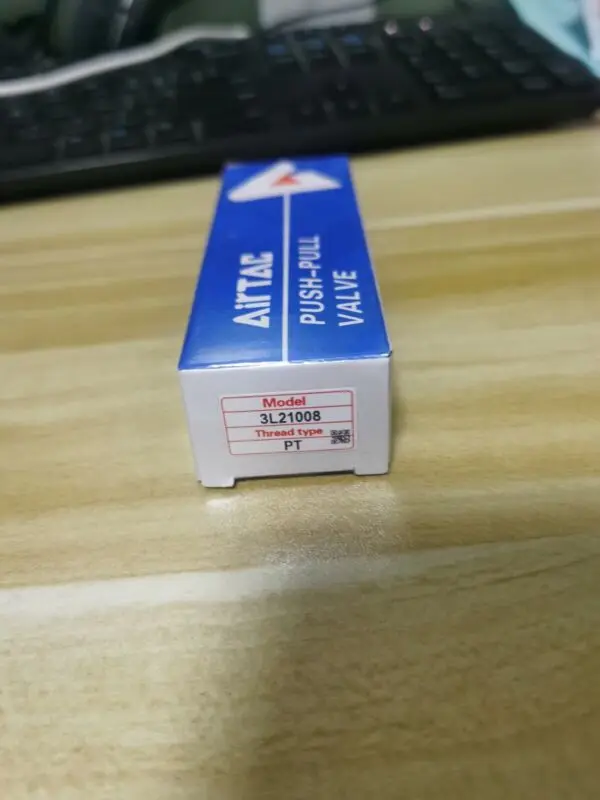 AirTAC
PUSH-PULL
VALVE
Model
3L21008
Thread type
PT